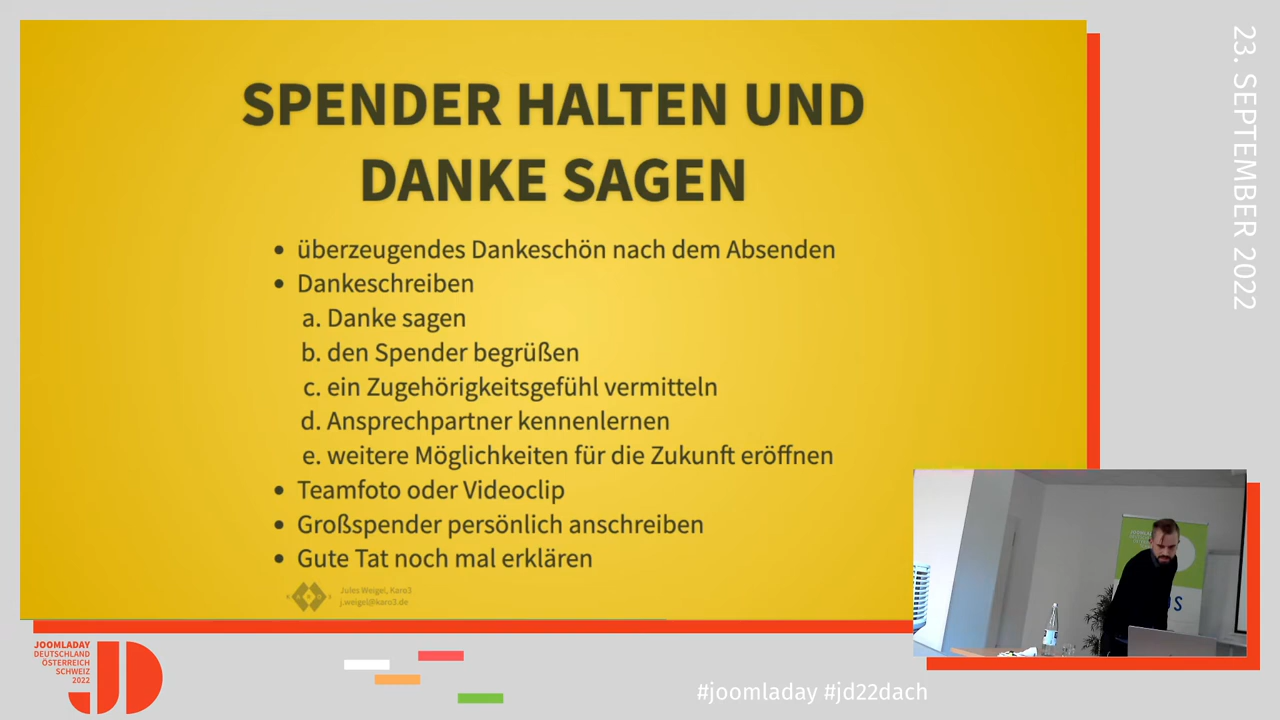 SPENDER HALTEN UND
DANKE SAGEN
• überzeugendes Dankeschön nach dem Absenden
• Dankeschreiben
a. Danke sagen
b. den Spender begrüßen
c. ein Zugehörigkeitsgefühl vermitteln
d. Ansprechpartner kennenlernen
e. weitere Möglichkeiten für die Zukunft eröffnen
• Teamfoto oder Videoclip
• Großspender persönlich anschreiben
• Gute Tat noch mal erklären
Jules Weigel, Karo3
j.weigel@karo3.de
23. SEPTEMBER 2022
JOOMLADAY
DEUTSCHLAND
ÖSTERREICH
SCHWEIZ
2022
JD
#joomladay #jd22dach